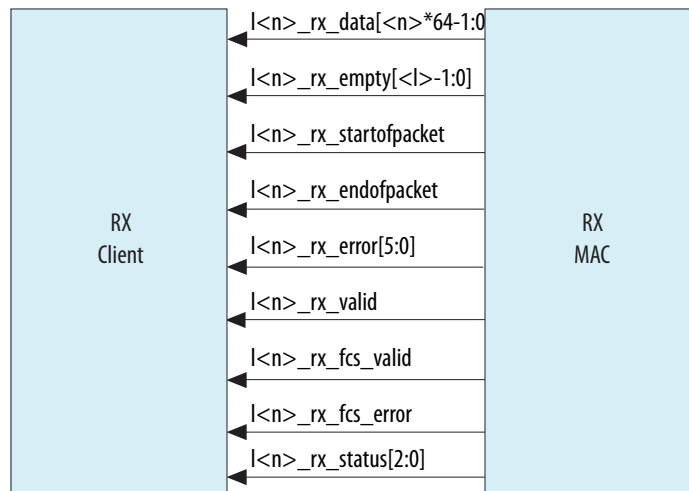 l<n>_rx_data[<n>*64-1:0
l<n>_rx_empty[<l>-1:0]
l<n>_rx_startofpacket
l<n>_rx_endofpacket
RX
Client
RX
MAC
l<n>_rx_error[5:0]
l<n>_rx_valid
l<n>_rx_fcs_valid
l<n>_rx_fcs_error
l<n>_rx_status[2:0]